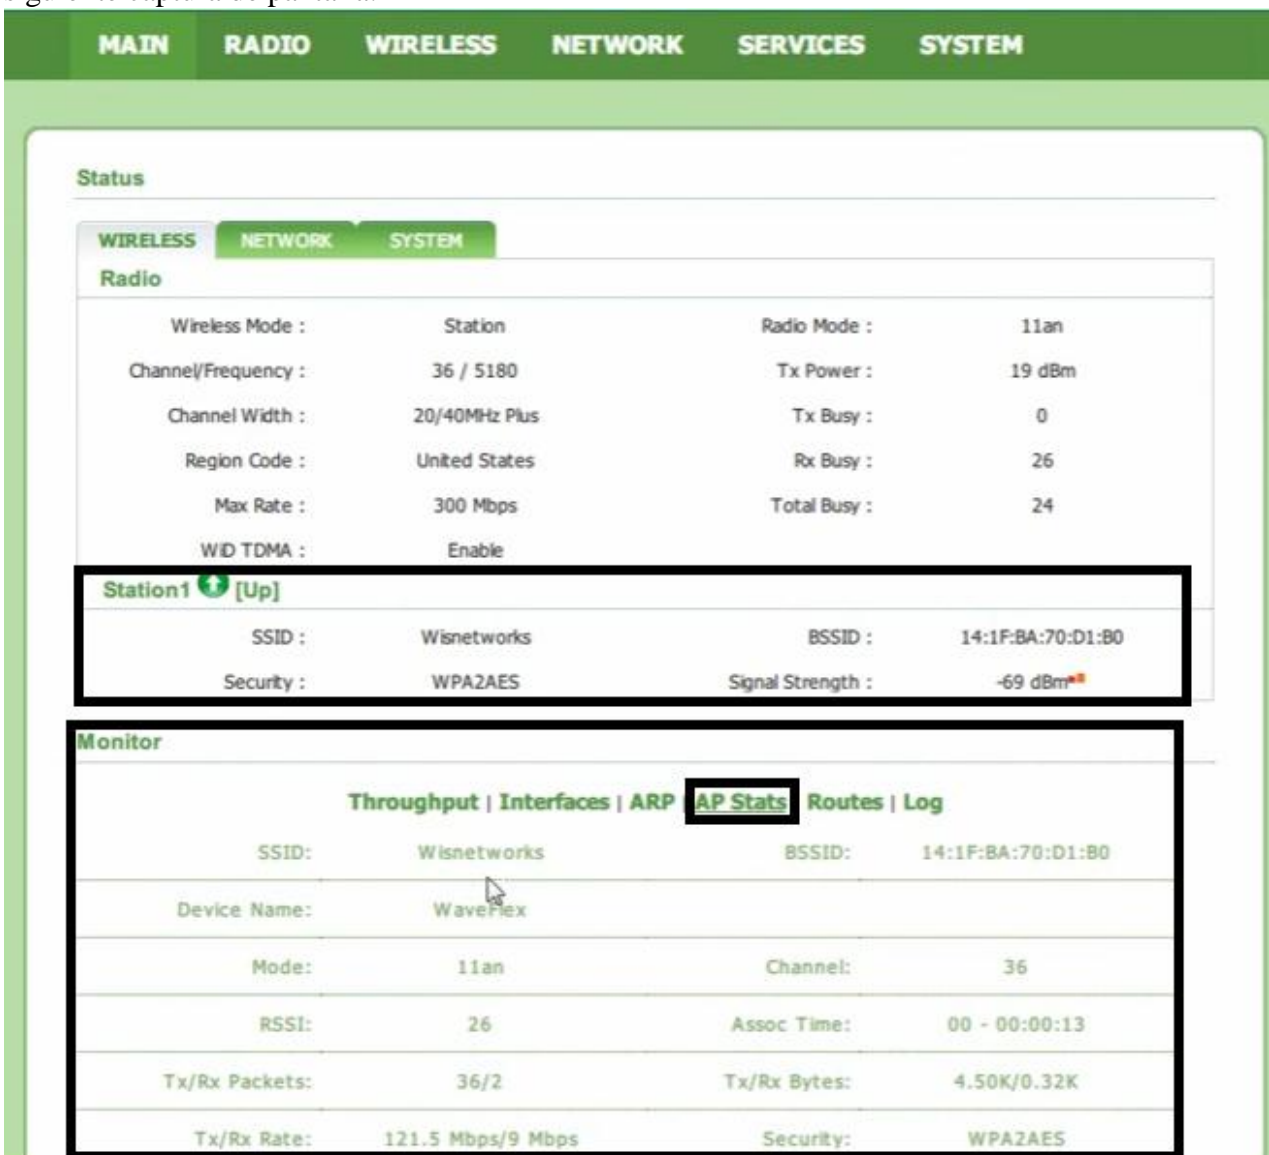 siguiente captura de pantalla:
MAIN RADIO WIRELESS NETWORK SERVICES SYSTEM
Status
WIRELESS NETWORK SYSTEM
Radio
Wireless Mode : Station Radio Mode : 11an
Channel/Frequency : 36 / 5180 Tx Power : 19 dBm
Channel Width : 20/40MHz Plus Tx Busy : 0
Region Code : United States Rx Busy : 26
Max Rate : 300 Mbps Total Busy : 24
WiD TDMA : Enable
Station1 [Up]
SSID : Wisnetworks BSSID : 14:1F:BA:70:D1:B0
Security : WPA2AES Signal Strength : -69 dBm
Monitor
Throughput | Interfaces | ARP | AP Stats Routes | Log
SSID: Wisnetworks BSSID: 14:1F:BA:70:D1:B0
Device Name: WaveFlex
Mode: 11an Channel: 36
RSSI: 26 Assoc Time: 00 - 00:00:13
Tx/Rx Packets: 36/2 Tx/Rx Bytes: 4.50K/0.32K
Tx/Rx Rate: 121.5 Mbps/9 Mbps Security: WPA2AES